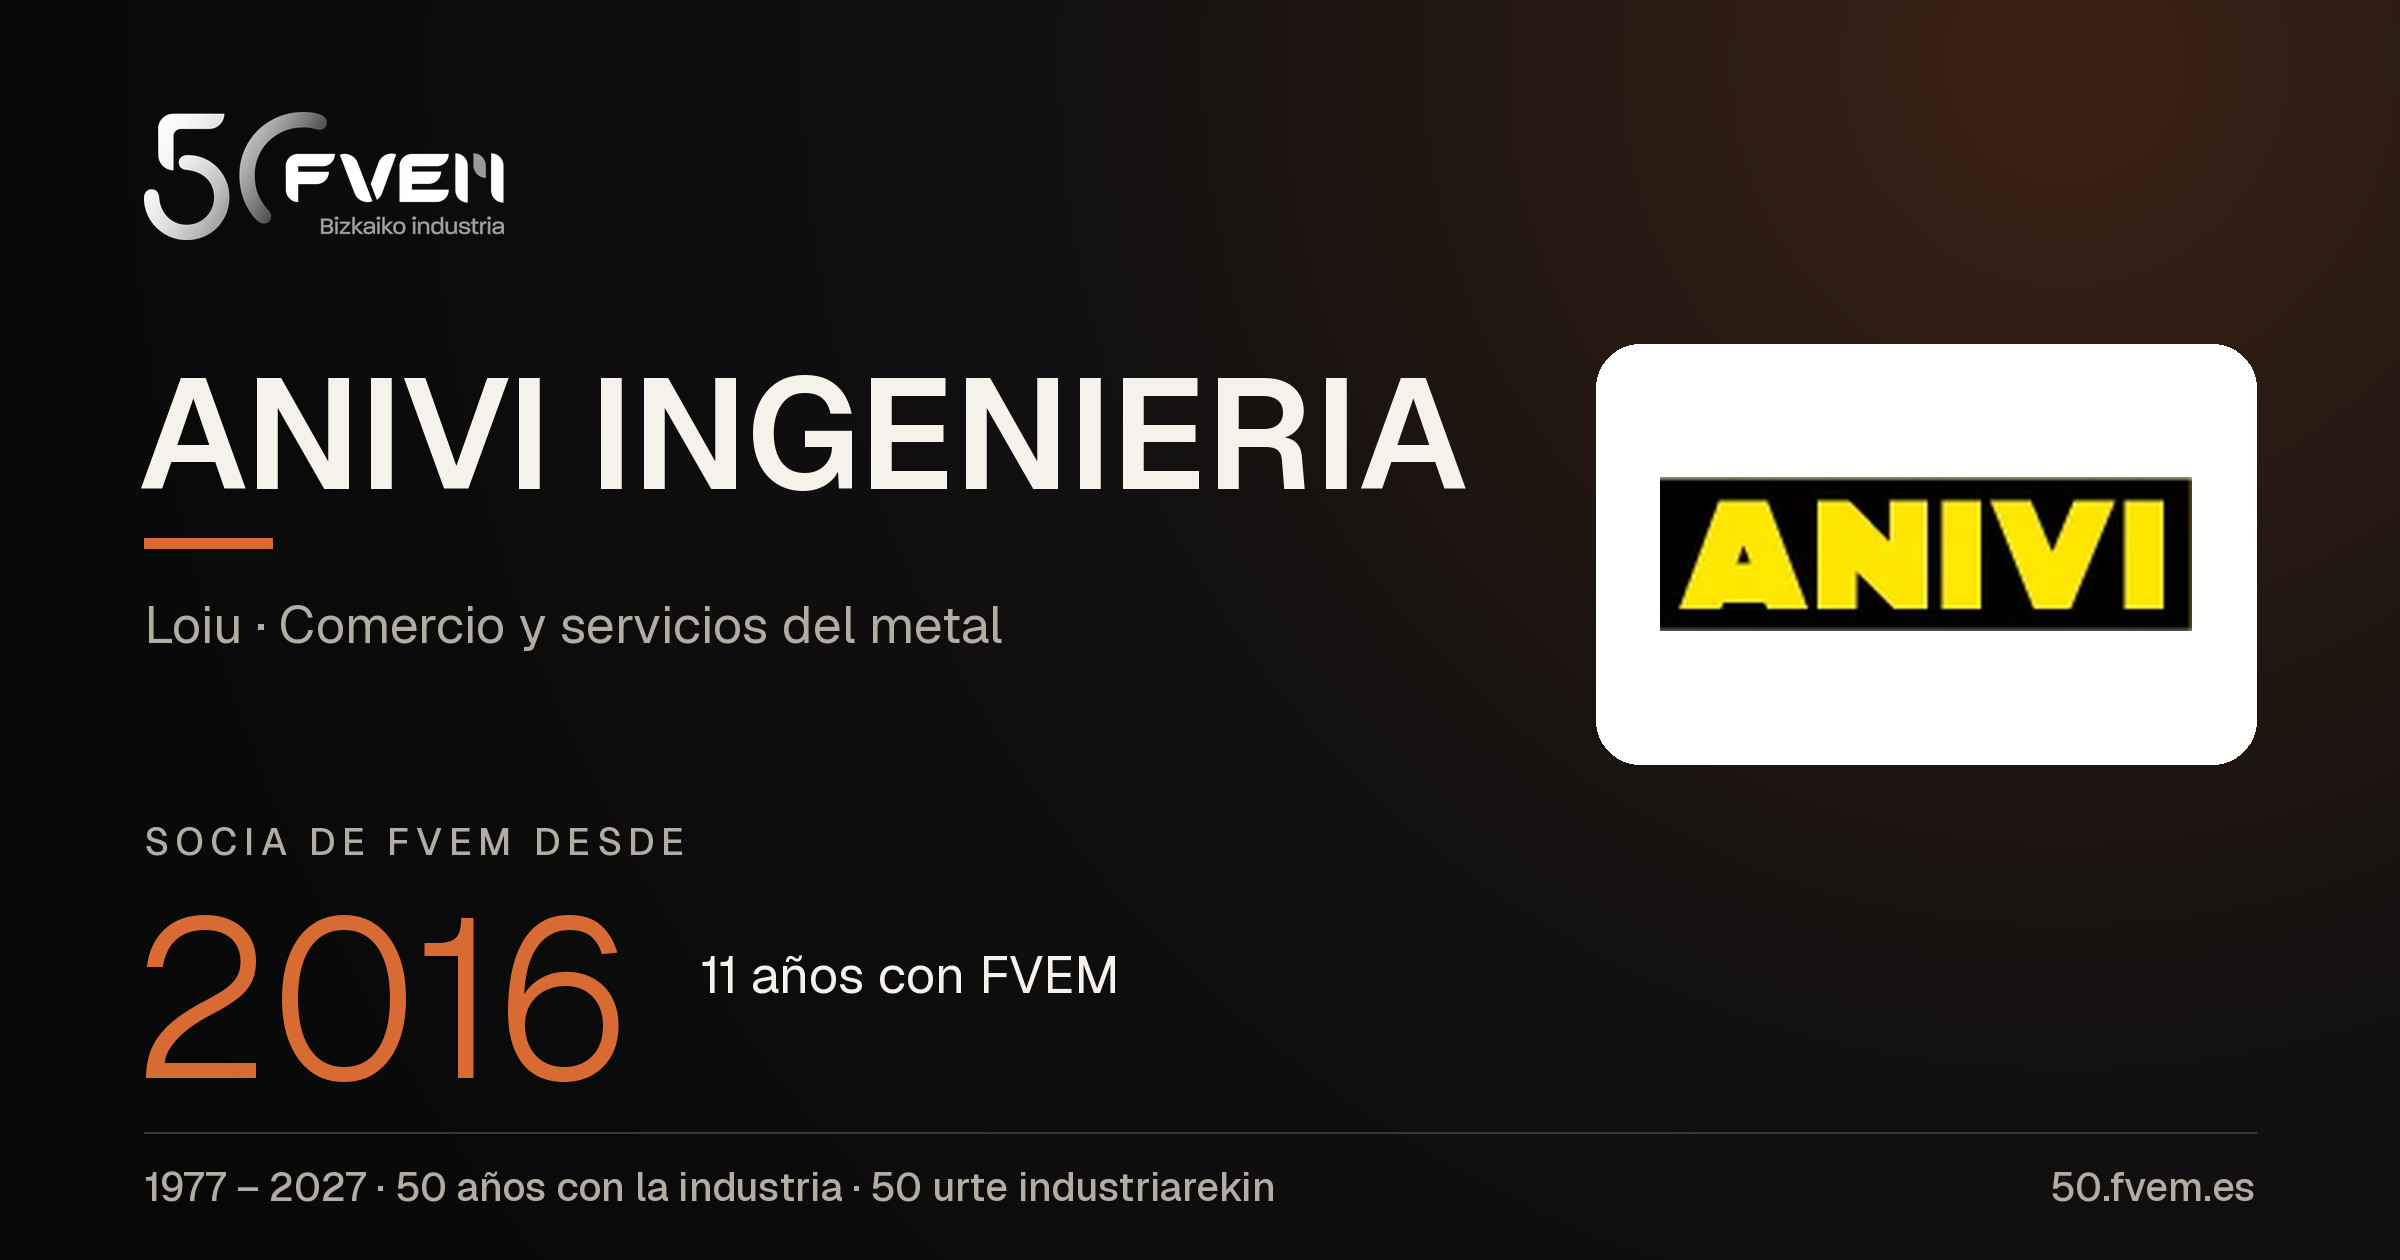 50 FVEM
Bizkaiko industria
ANIVI INGENIERIA
ANIVI
Loiu · Comercio y servicios del metal
SOCIA DE FVEM DESDE
2016
11 años con FVEM
1977 – 2027 · 50 años con la industria · 50 urte industriarekin
50.fvem.es